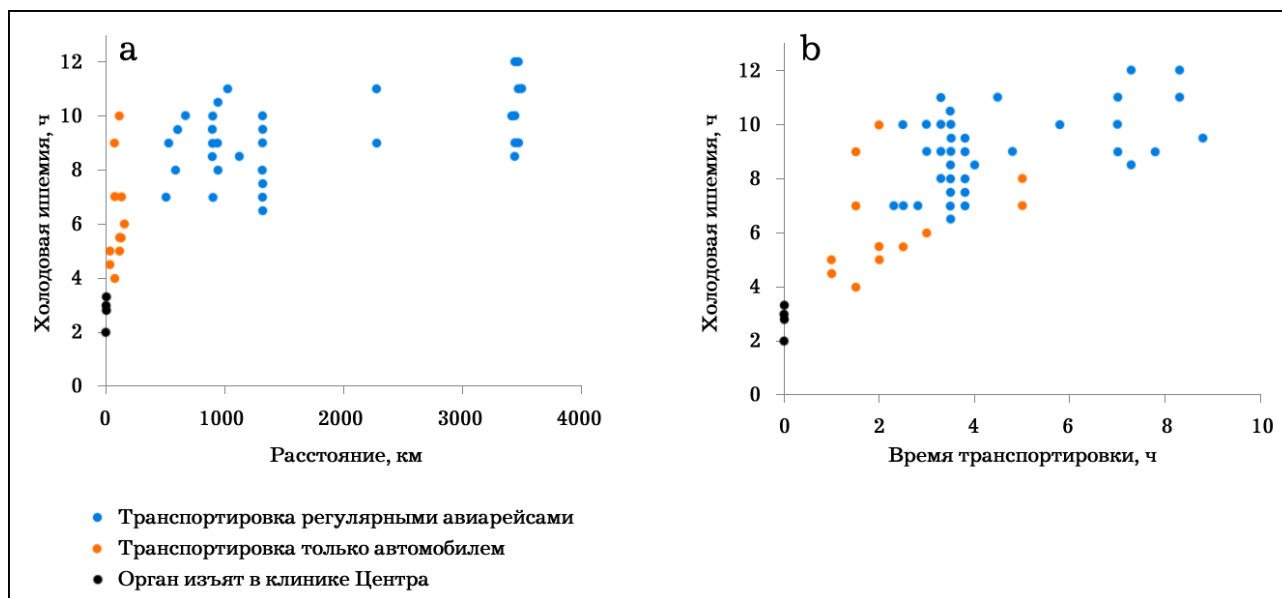 a
Холодовая ишемия, ч
12
10
8
6
4
2
0
0 1000 2000 3000 4000
Расстояние, км
b
Холодовая ишемия, ч
12
10
8
6
4
2
0
0 2 4 6 8 10
Время транспортировки, ч
Транспортировка регулярными авиарейсами
Транспортировка только автомобилем
Орган изъят в клинике Центра